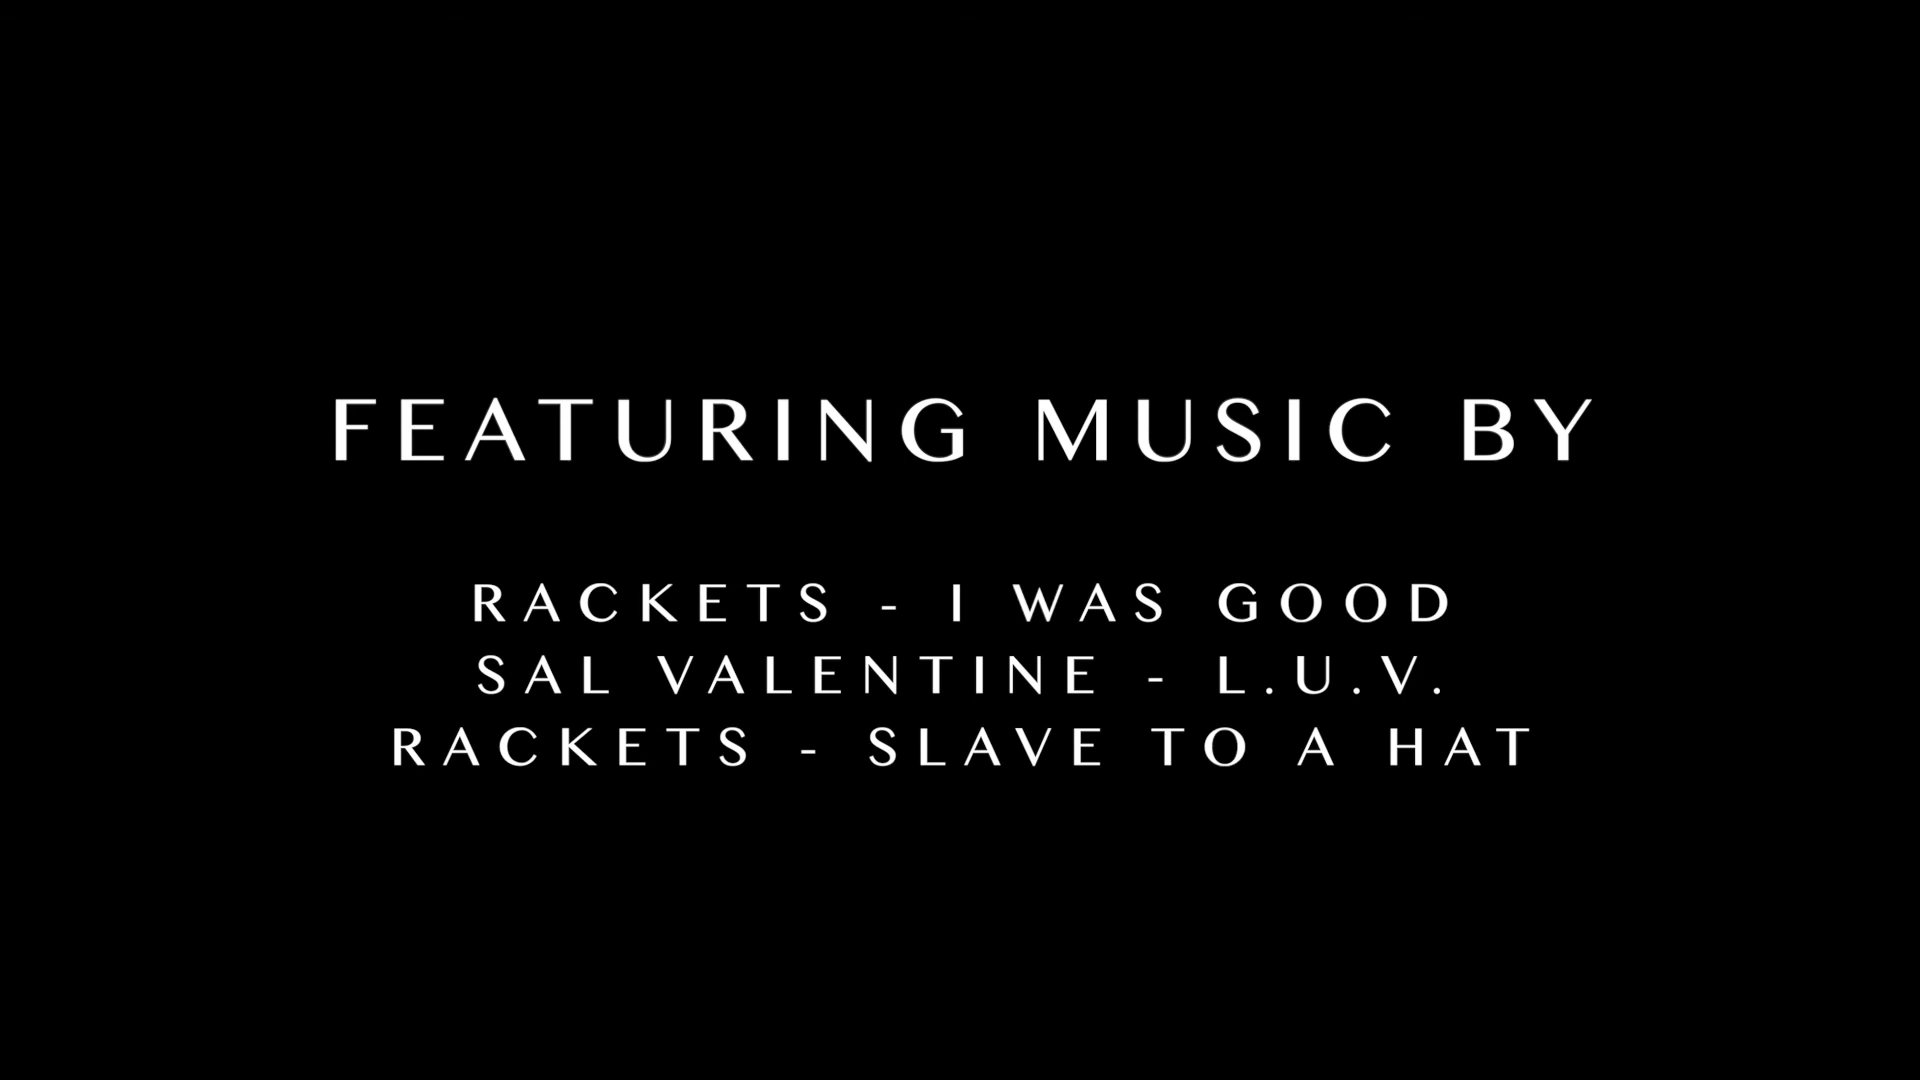 FEATURING MUSIC BY
RACKETS - I WAS GOOD
SAL VALENTINE - L.U.V.
RACKETS - SLAVE TO A HAT